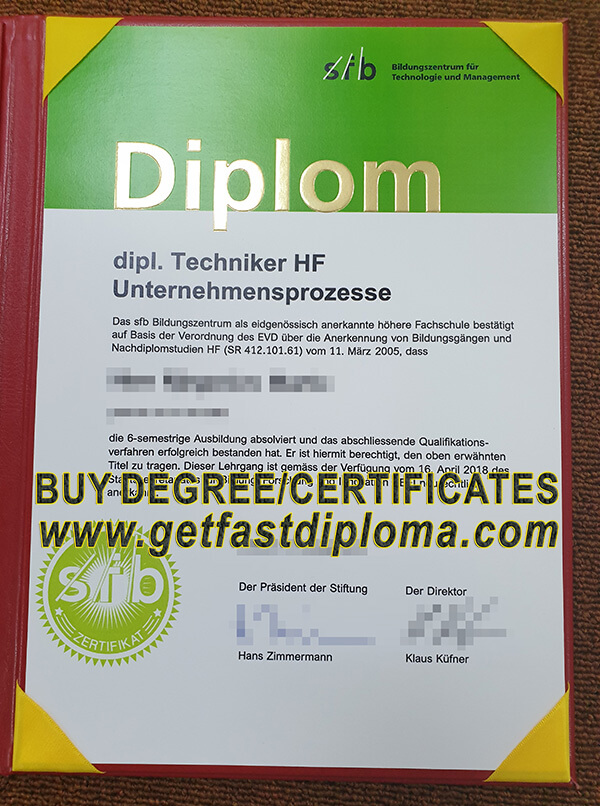 sfb Bildungszentrum für
Technologie und Management
Diplom
dipl. Techniker HF
Unternehmensprozesse
Das sfb Bildungszentrum als eidgenössisch anerkannte höhere Fachschule bestätigt
auf Basis der Verordnung des EVD über die Anerkennung von Bildungsgängen und
Nachdiplomstudien HF (SR 412.101.61) vom 11. März 2005, dass
die 6-semestrige Ausbildung absolviert und das abschliessende Qualifikations-
verfahren erfolgreich bestanden hat. Er ist hiermit berechtigt, den oben erwähnten
Titel zu tragen. Dieser Lehrgang ist gemäss der Verfügung vom 16. April 2018 des
BUY DEGREE/CERTIFICATES
www.getfastdiploma.com
sfb
ZERTIFIKAT
Der Präsident der Stiftung
Der Direktor
Hans Zimmermann
Klaus Küfner